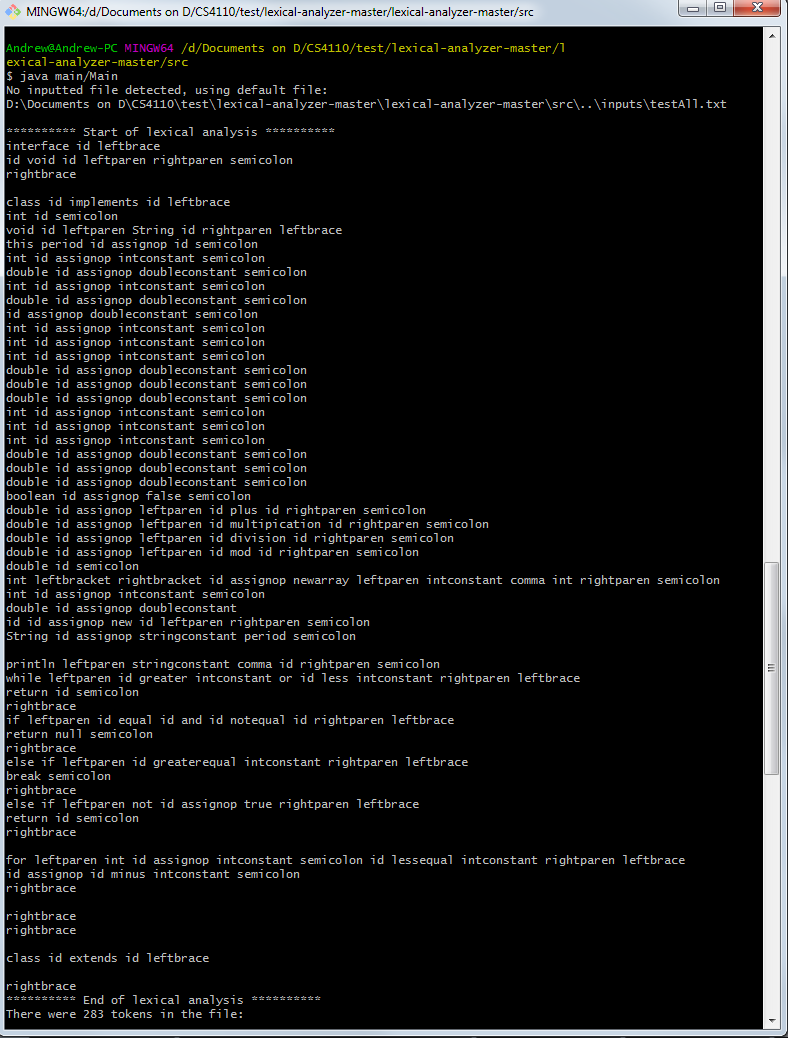 MINGW64:/d/Documents on D/CS4110/test/lexical-analyzer-master/lexical-analyzer-master/src
Andrew@Andrew-PC MINGW64 /d/Documents on D/CS4110/test/lexical-analyzer-master/l
exical-analyzer-master/src
$ java main/Main
No inputted file detected, using default file:
D:\Documents on D\CS4110\test\lexical-analyzer-master\lexical-analyzer-master\src\..\inputs\testAll.txt
********** Start of lexical analysis **********
interface id leftbrace
id void id leftparen rightparen semicolon
rightbrace
class id implements id leftbrace
int id semicolon
void id leftparen String id rightparen leftbrace
this period id assignop id semicolon
int id assignop intconstant semicolon
double id assignop doubleconstant semicolon
int id assignop intconstant semicolon
double id assignop doubleconstant semicolon
id assignop doubleconstant semicolon
int id assignop intconstant semicolon
int id assignop intconstant semicolon
int id assignop intconstant semicolon
double id assignop doubleconstant semicolon
double id assignop doubleconstant semicolon
double id assignop doubleconstant semicolon
int id assignop intconstant semicolon
int id assignop intconstant semicolon
int id assignop intconstant semicolon
double id assignop doubleconstant semicolon
double id assignop doubleconstant semicolon
double id assignop doubleconstant semicolon
boolean id assignop false semicolon
double id assignop leftparen id plus id rightparen semicolon
double id assignop leftparen id multipication id rightparen semicolon
double id assignop leftparen id division id rightparen semicolon
double id assignop leftparen id mod id rightparen semicolon
double id semicolon
int leftbracket rightbracket id assignop newarray leftparen intconstant comma int rightparen semicolon
int id assignop intconstant semicolon
double id assignop doubleconstant
id id assignop new id leftparen rightparen semicolon
String id assignop stringconstant period semicolon
println leftparen stringconstant comma id rightparen semicolon
while leftparen id greater intconstant or id less intconstant rightparen leftbrace
return id semicolon
rightbrace
if leftparen id equal id and id notequal id rightparen leftbrace
return null semicolon
rightbrace
else if leftparen id greaterequal intconstant rightparen leftbrace
break semicolon
rightbrace
else if leftparen not id assignop true rightparen leftbrace
return id semicolon
rightbrace
for leftparen int id assignop intconstant semicolon id lessequal intconstant rightparen leftbrace
id assignop id minus intconstant semicolon
rightbrace
rightbrace
rightbrace
class id extends id leftbrace
rightbrace
********** End of lexical analysis **********
There were 283 tokens in the file: